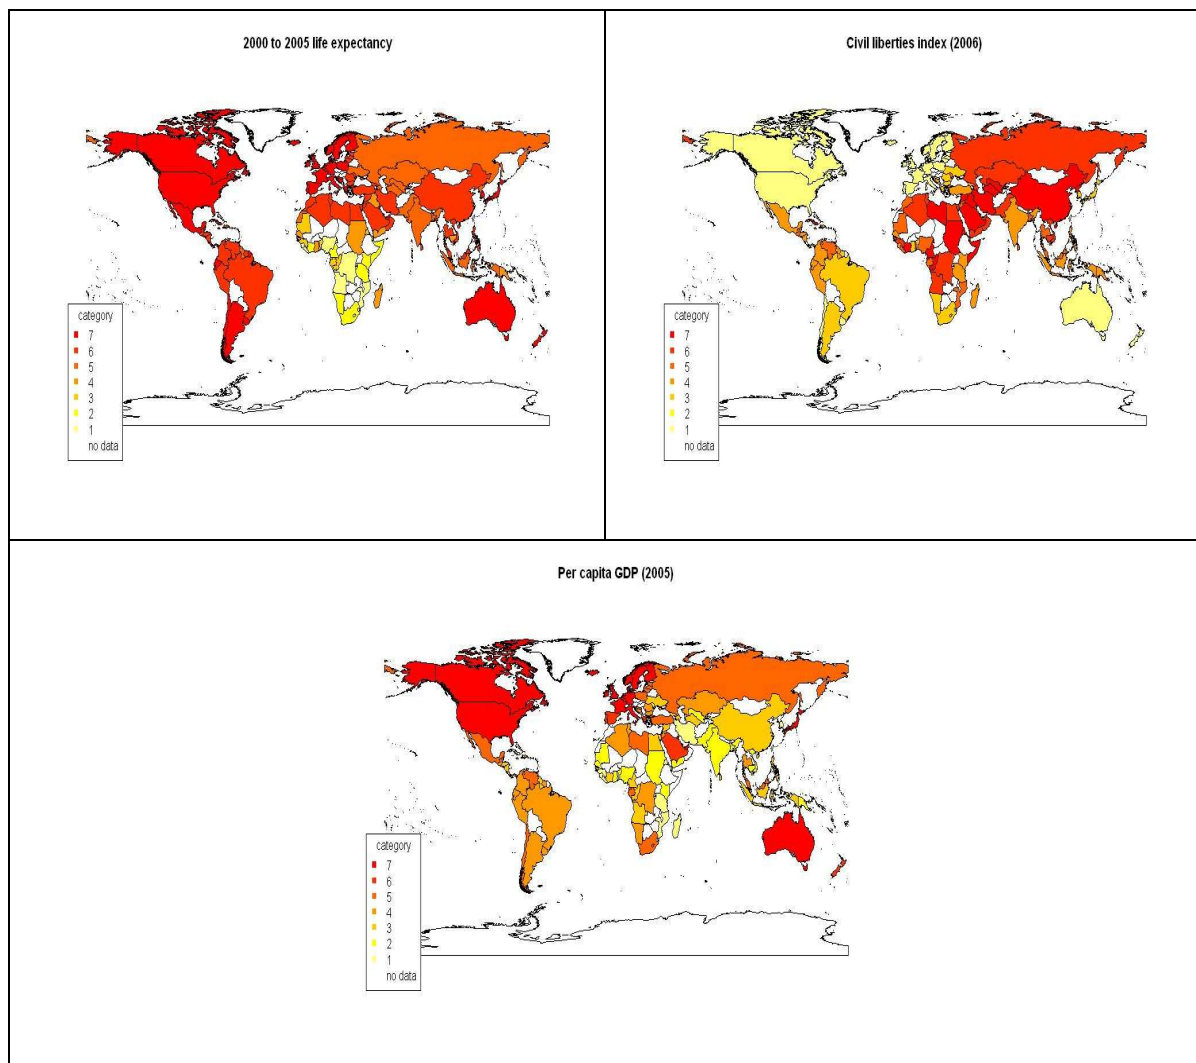 2000 to 2005 life expectancy
category
7
6
5
4
3
2
1
no data
Civil liberties index (2006)
category
7
6
5
4
3
2
1
no data
Per capita GDP (2005)
category
7
6
5
4
3
2
1
no data